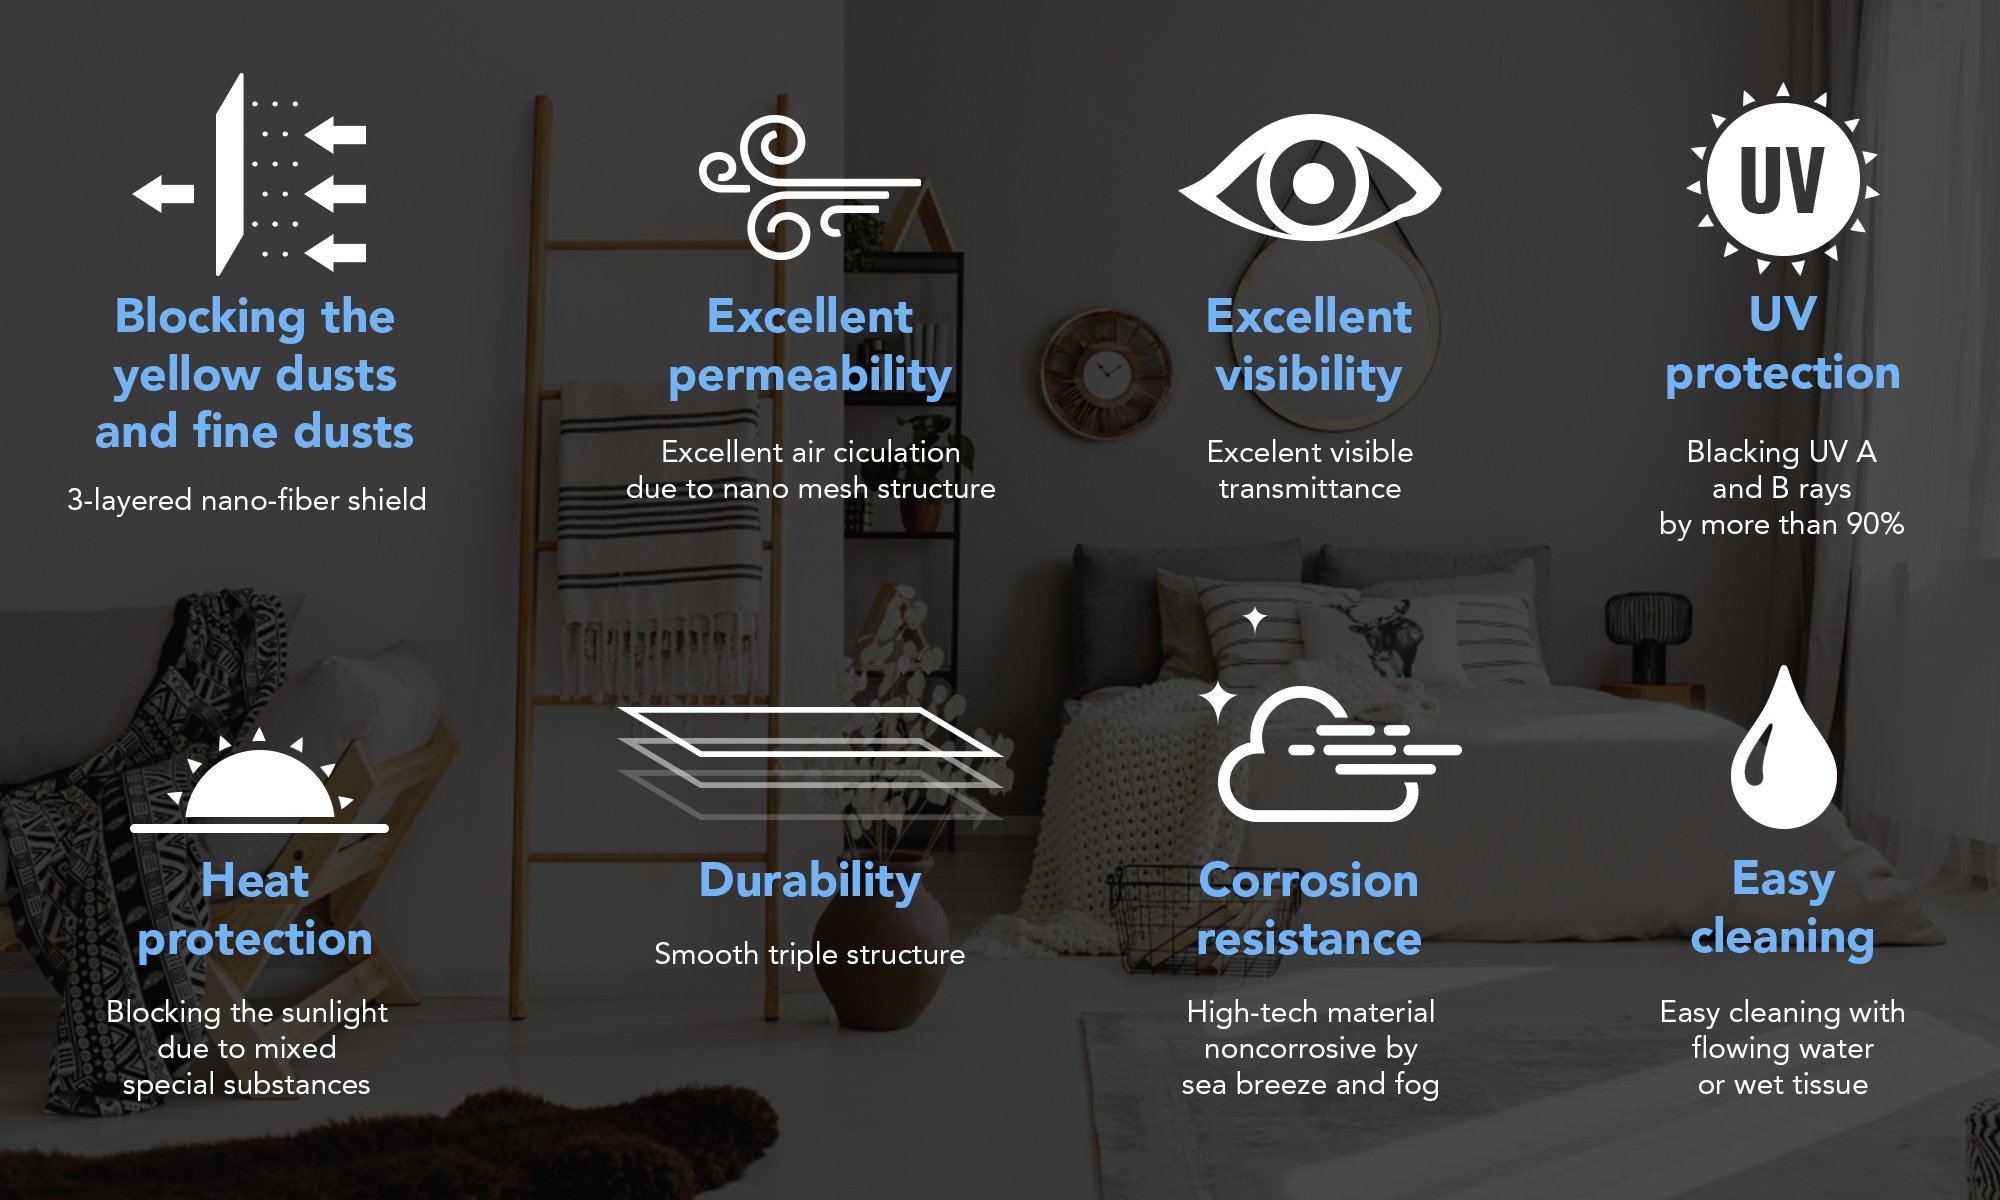 Blocking the
yellow dusts
and fine dusts
3-layered nano-fiber shield
Excellent
permeability
Excellent air ciculation
due to nano mesh structure
Excellent
visibility
Excelent visible
transmittance
UV
UV
protection
Blacking UV A
and B rays
by more than 90%
Heat
protection
Blocking the sunlight
due to mixed
special substances
Durability
Smooth triple structure
Corrosion
resistance
High-tech material
noncorrosive by
sea breeze and fog
Easy
cleaning
Easy cleaning with
flowing water
or wet tissue